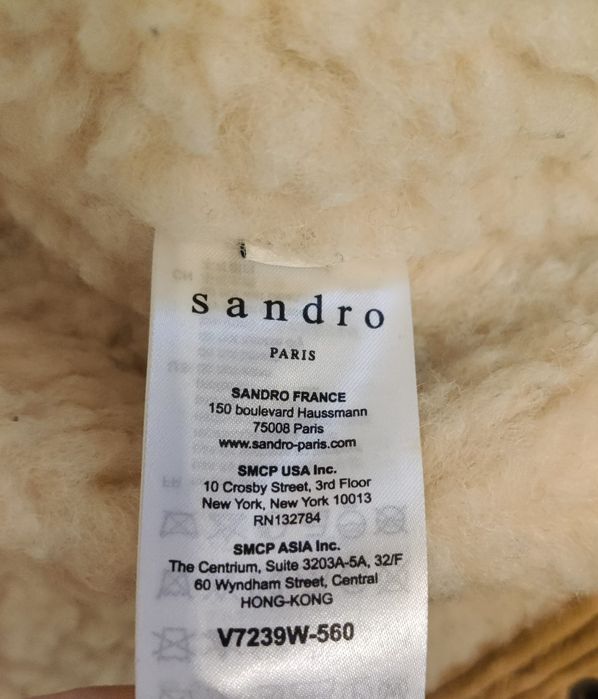 sandro
PARIS
SANDRO FRANCE
150 boulevard Haussmann
75008 Paris
www.sandro-paris.com
SMCP USA Inc.
10 Crosby Street, 3rd Floor
New York, New York 10013
RN132784
SMCP ASIA Inc.
The Centrium, Suite 3203A-5A, 32/F
60 Wyndham Street, Central
HONG-KONG
V7239W-560